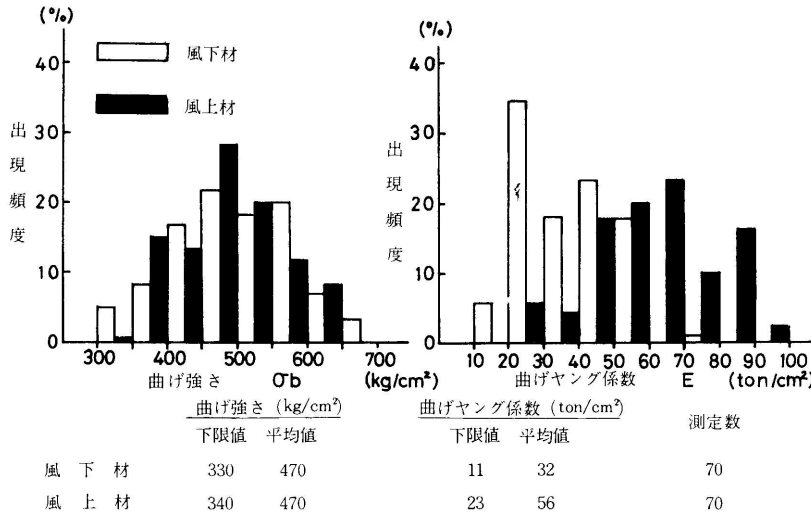 (%)
40
30
20
10
0
出現頻度
風下材
風上材
300 400 500 600 700
曲げ強さ σb (kg/cm²)
(%)
40
30
20
10
0
出現頻度
10 20 30 40 50 60 70 80 90 100
曲げヤング係数 E (ton/cm²)
曲げ強さ (kg/cm²) 曲げヤング係数 (ton/cm²) 測定数
下限値 平均値 下限値 平均値
風下材 330 470 11 32 70
風上材 340 470 23 56 70